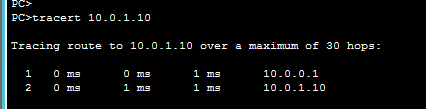 PC>
PC>tracert 10.0.1.10
Tracing route to 10.0.1.10 over a maximum of 30 hops:
1 0 ms 0 ms 1 ms 10.0.0.1
2 0 ms 1 ms 1 ms 10.0.1.10